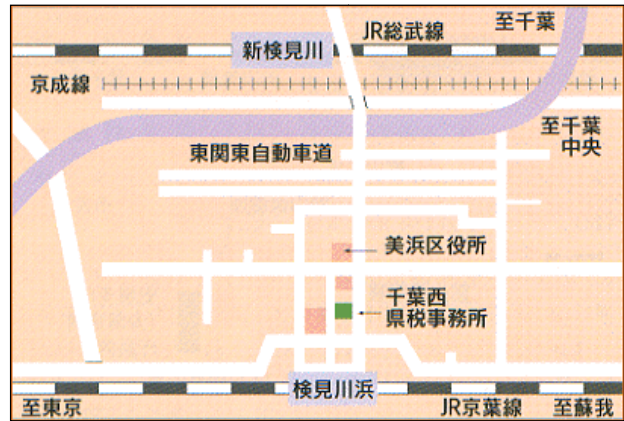 至千葉
JR総武線
新検見川
京成線
至千葉
中央
東関東自動車道
美浜区役所
千葉西
県税事務所
検見川浜
至東京
JR京葉線
至蘇我